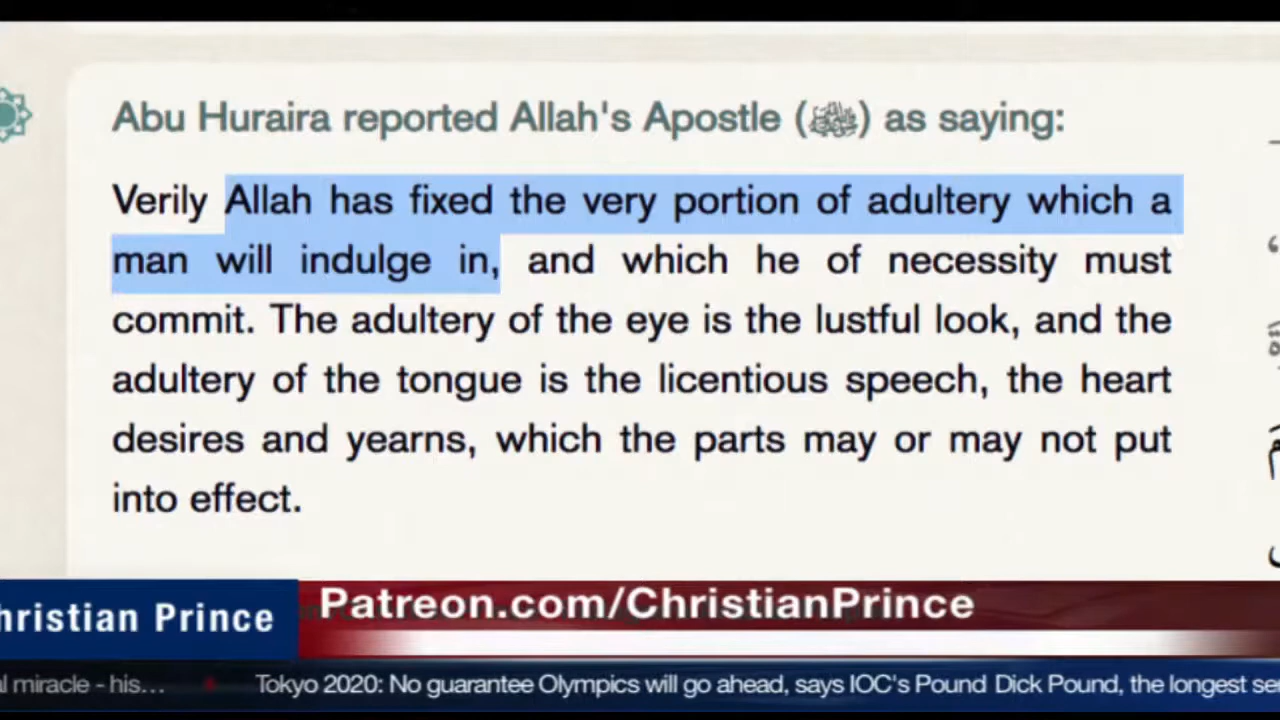 Abu Huraira reported Allah's Apostle (ﷺ) as saying:
Verily Allah has fixed the very portion of adultery which a
man will indulge in, and which he of necessity must
commit. The adultery of the eye is the lustful look, and the
adultery of the tongue is the licentious speech, the heart
desires and yearns, which the parts may or may not put
into effect.
hristian Prince
Patreon.com/ChristianPrince
al miracle - his… Tokyo 2020: No guarantee Olympics will go ahead, says IOC's Pound Dick Pound, the longest se